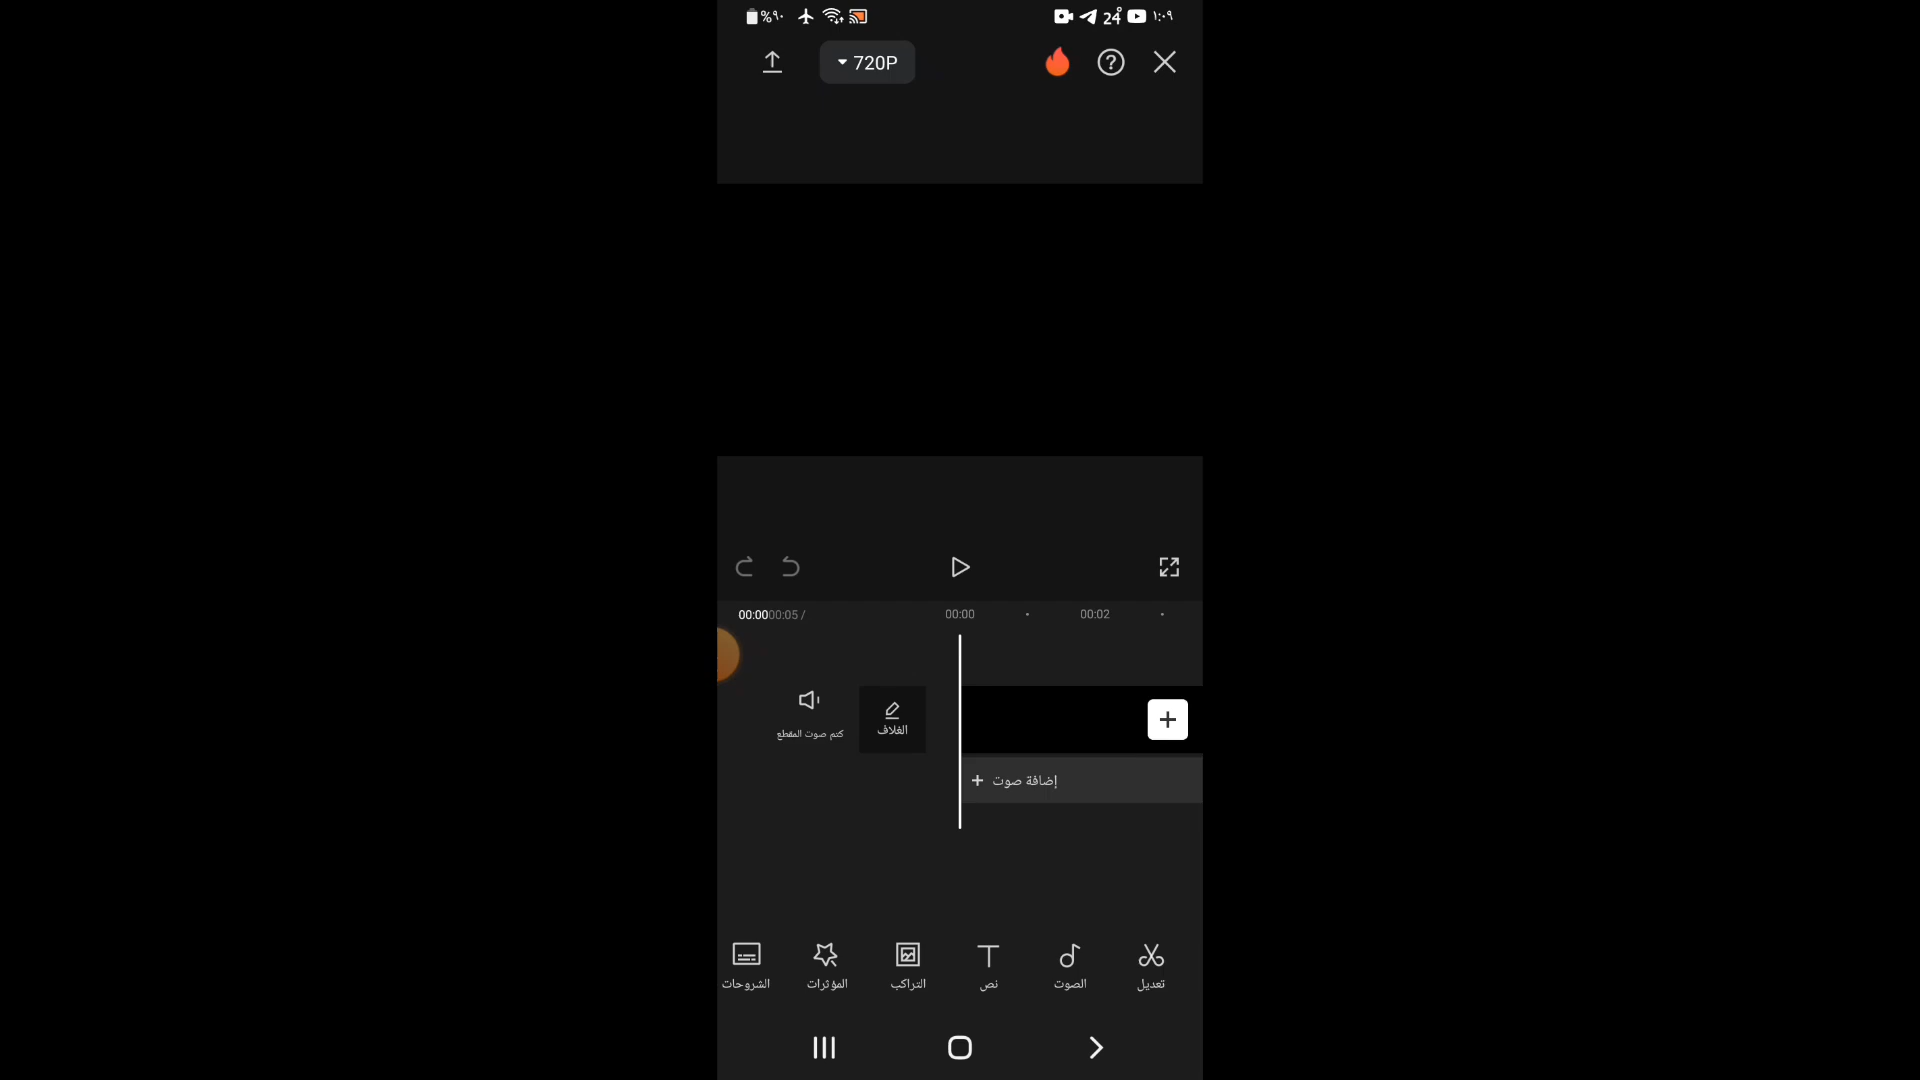 %٩٠
24°
١:٠٩
720P
00:00
00:05 /
00:00
00:02
كتم صوت المقطع
الغلاف
+ إضافة صوت
تعديل
الصوت
نص
التراكب
المؤثرات
الشروحات